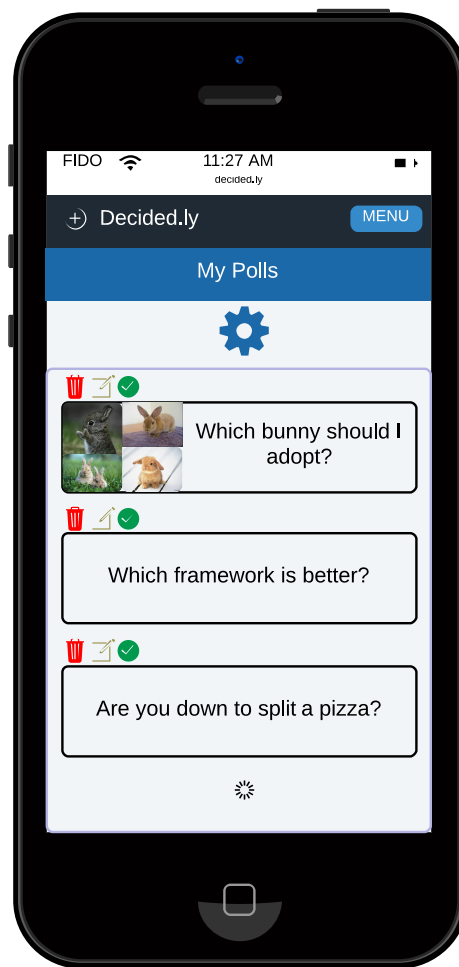 FIDO 11:27 AM
decided.ly
Decided.ly MENU
My Polls
Which bunny should I
adopt?
Which framework is better?
Are you down to split a pizza?